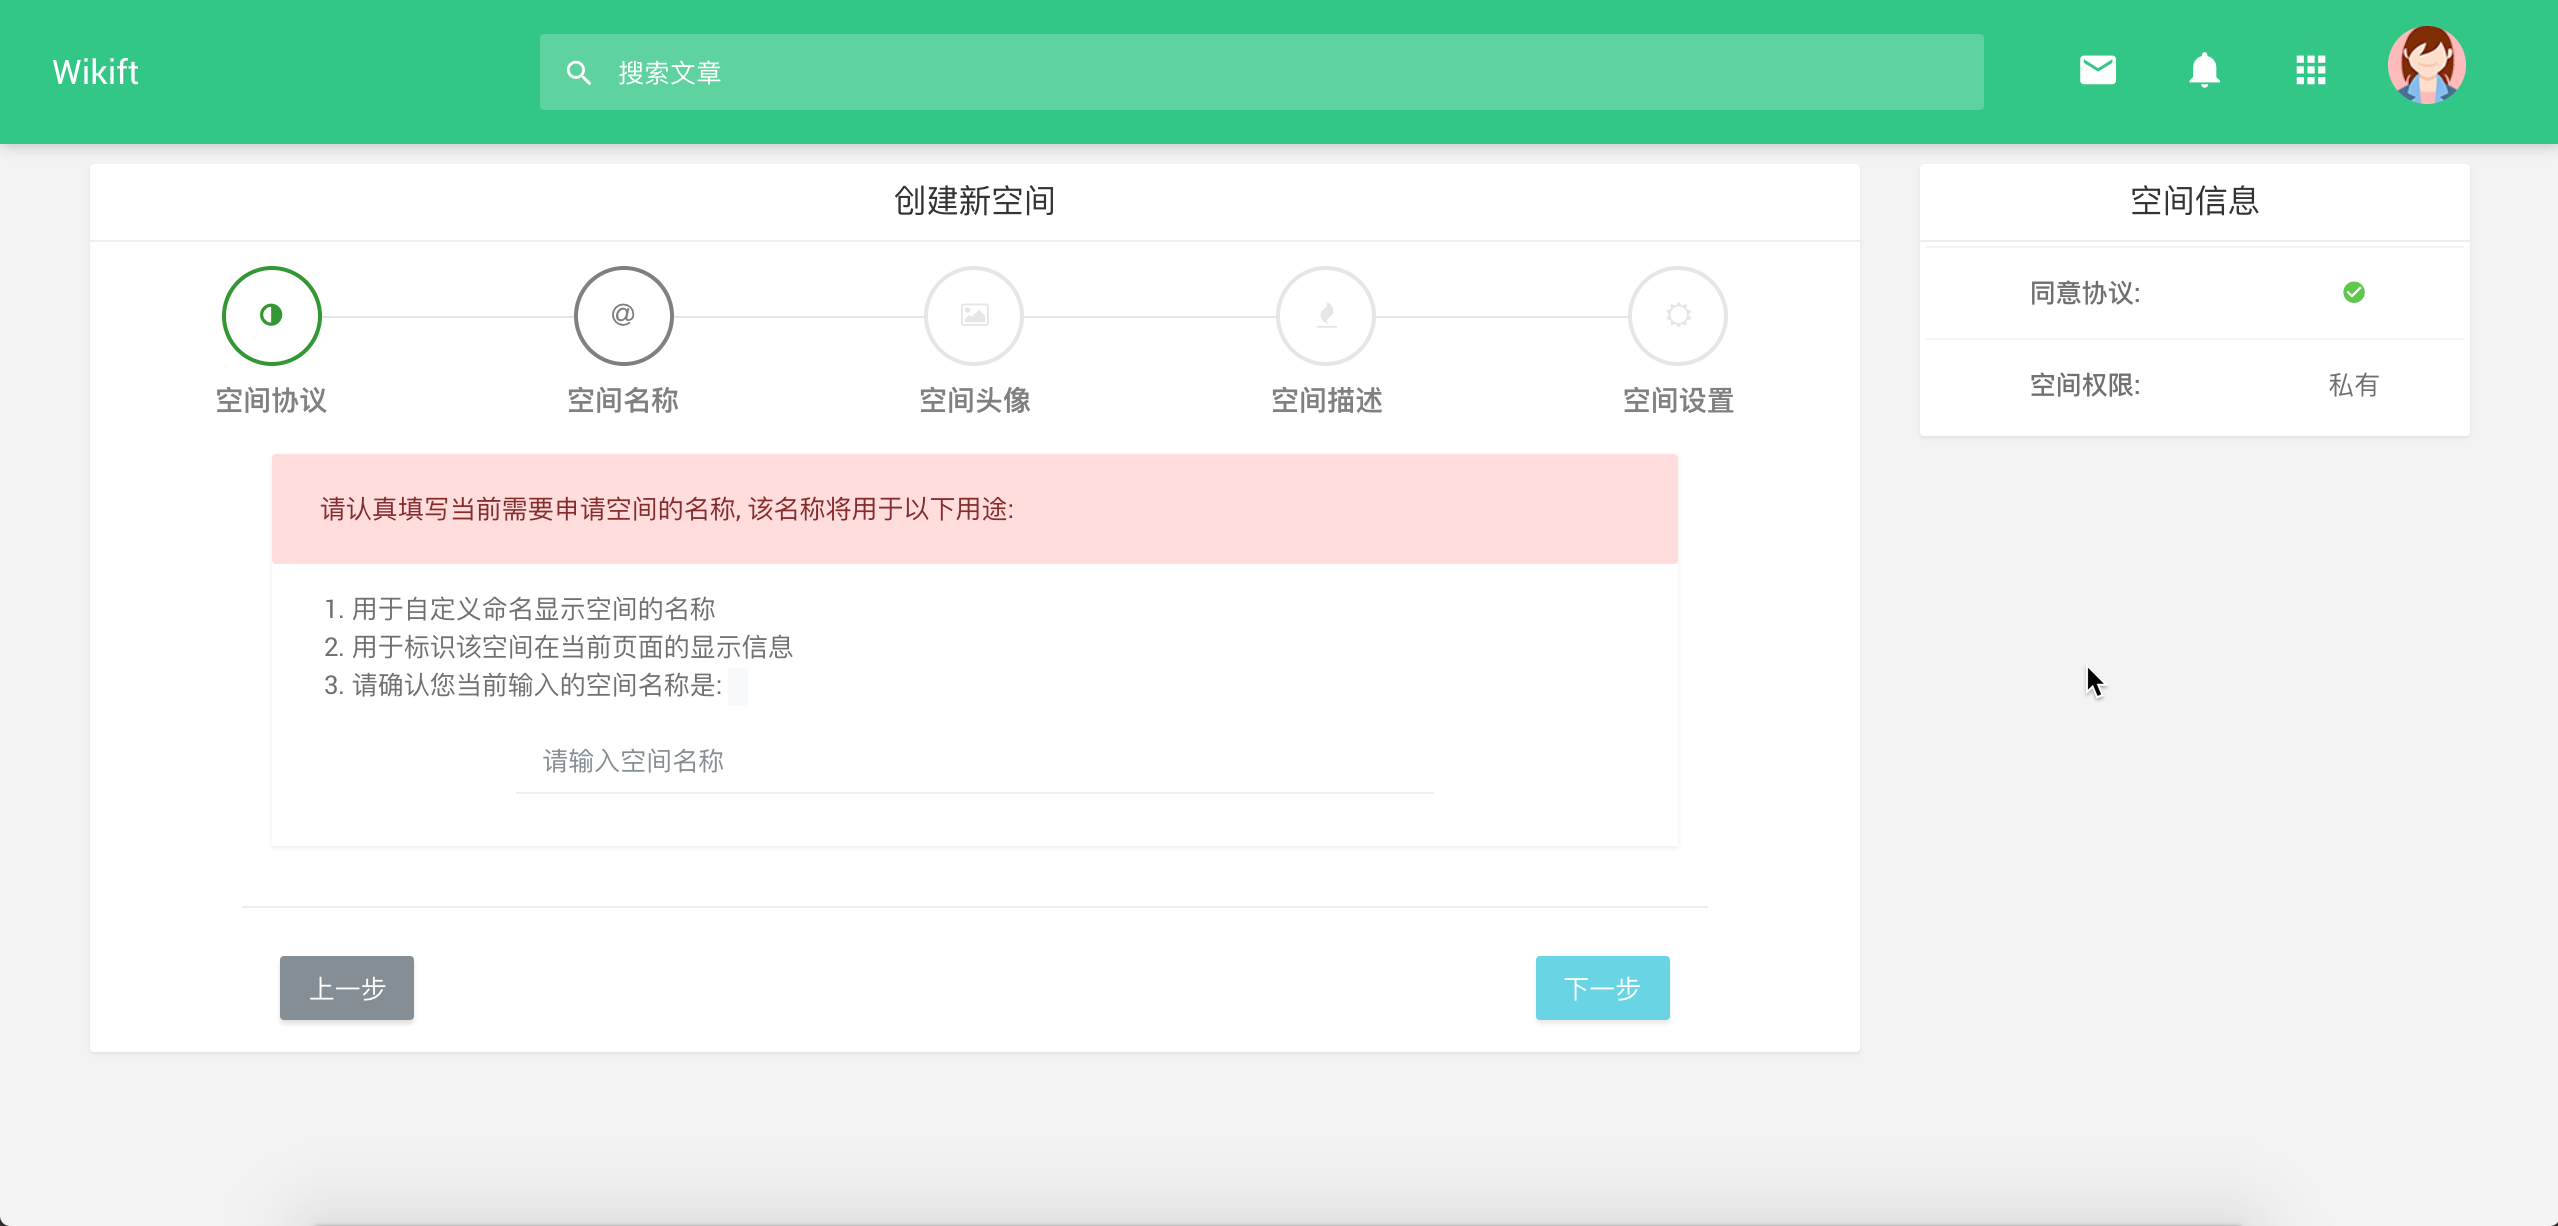 Wikift
搜索文章
创建新空间
空间协议
@
空间名称
空间头像
空间描述
空间设置
请认真填写当前需要申请空间的名称, 该名称将用于以下用途:
1. 用于自定义命名显示空间的名称
2. 用于标识该空间在当前页面的显示信息
3. 请确认您当前输入的空间名称是:
请输入空间名称
上一步
下一步
空间信息
同意协议:
空间权限: 私有